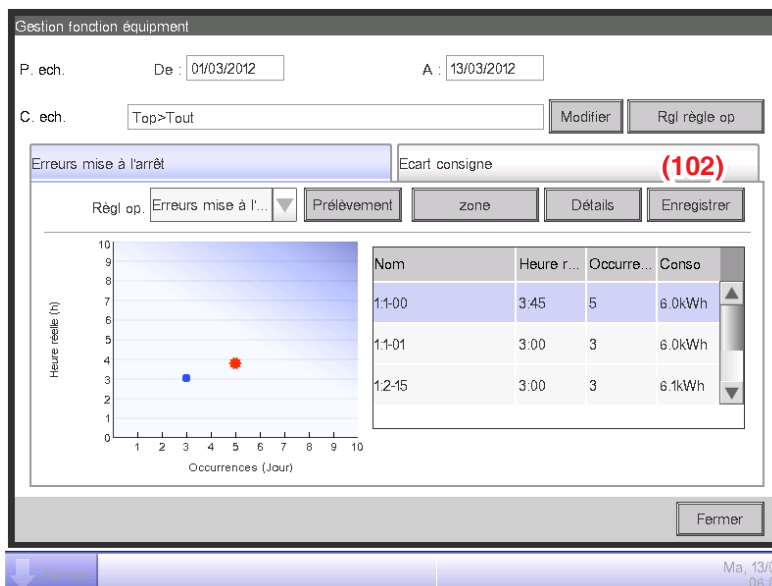 Gestion fonction équipment
P. ech. De : 01/03/2012 A : 13/03/2012
C. ech. Top>Tout Modifier Rgl règle op
Erreurs mise à l'arrêt Ecart consigne (102)
Règl op. Erreurs mise à l'... Prélèvement zone Détails Enregistrer
Nom Heure r... Occurre... Conso
1:1-00 3:45 5 6.0kWh
1:1-01 3:00 3 6.0kWh
1:2-15 3:00 3 6.1kWh
Heure réelle (h)
10
9
8
7
6
5
4
3
2
1
0
1 2 3 4 5 6 7 8 9 10
Occurrences (Jour)
Fermer
Ma, 13/0